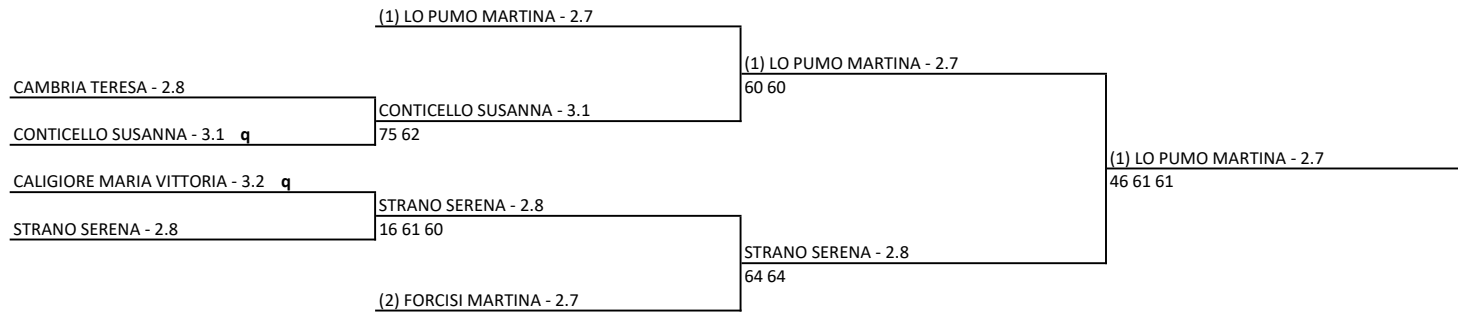 (1) LO PUMO MARTINA - 2.7
(1) LO PUMO MARTINA - 2.7
CAMBRIA TERESA - 2.8
60 60
CONTICELLO SUSANNA - 3.1
CONTICELLO SUSANNA - 3.1 q
75 62
(1) LO PUMO MARTINA - 2.7
CALIGIORE MARIA VITTORIA - 3.2 q
46 61 61
STRANO SERENA - 2.8
STRANO SERENA - 2.8
16 61 60
STRANO SERENA - 2.8
64 64
(2) FORCISI MARTINA - 2.7